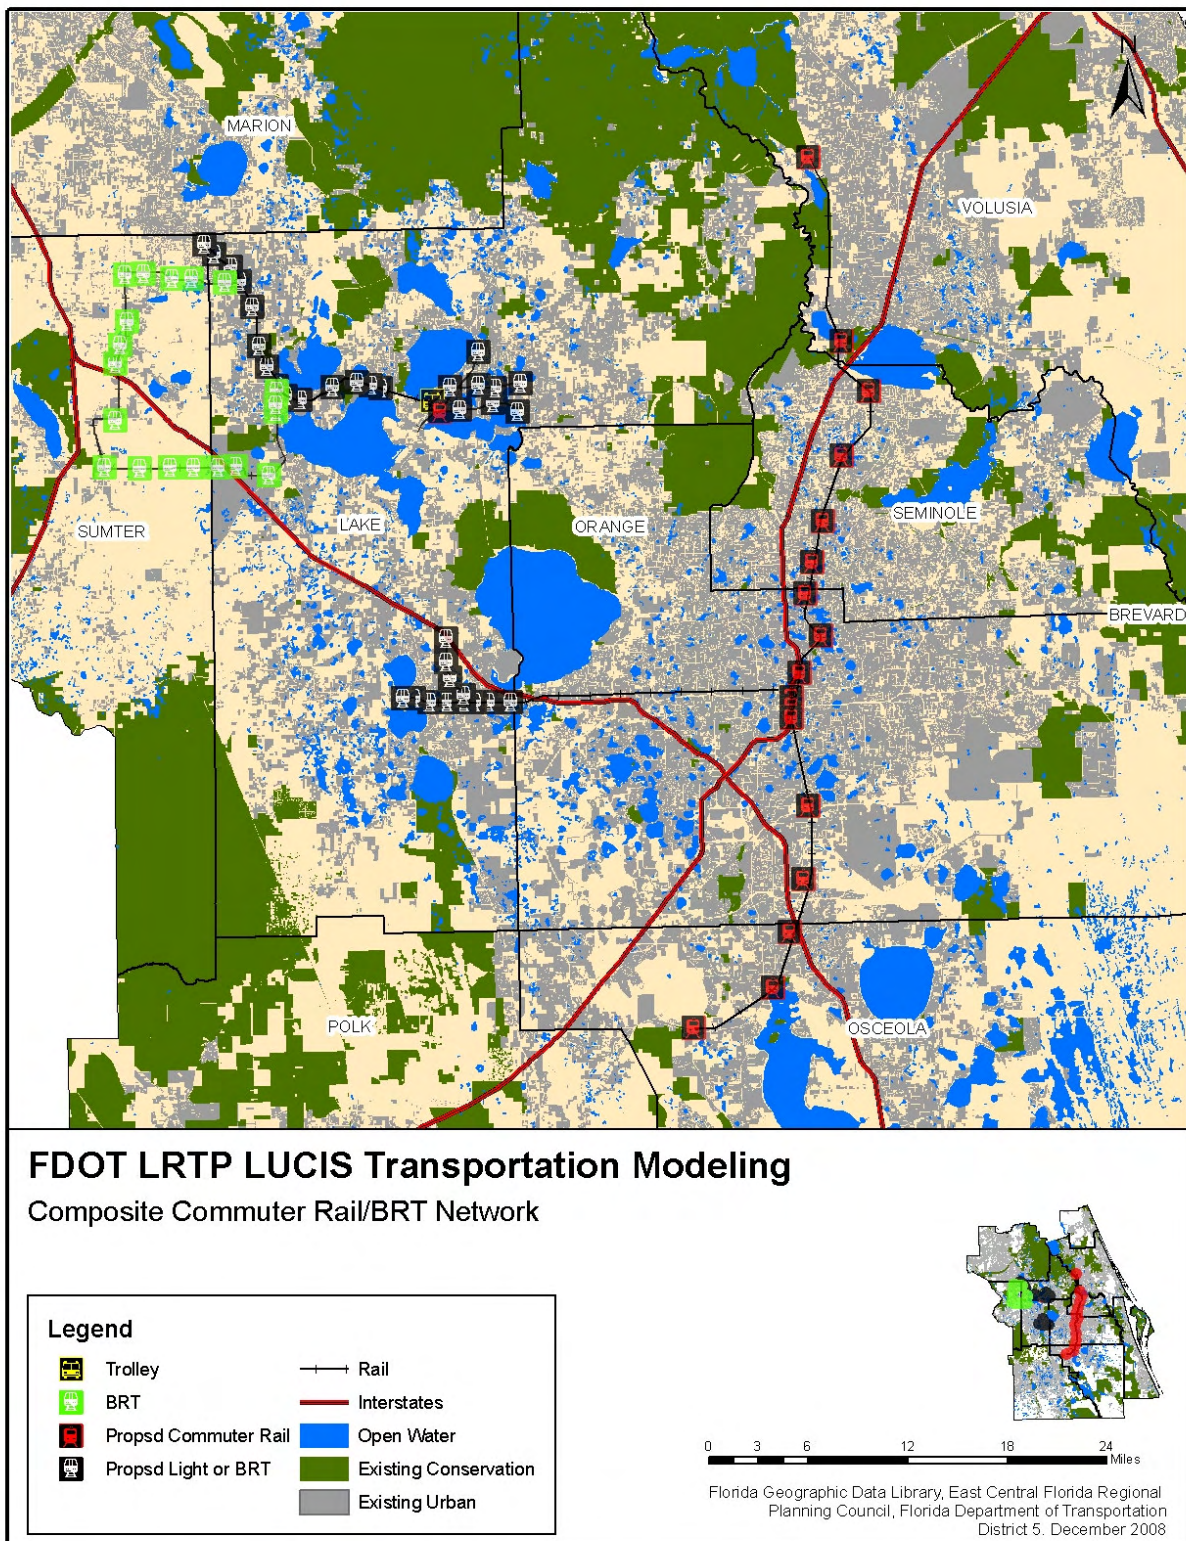 N
MARION
VOLUSIA
SUMTER
LAKE
ORANGE
SEMINOLE
BREVARD
POLK
OSCEOLA
FDOT LRTP LUCIS Transportation Modeling
Composite Commuter Rail/BRT Network
Legend
Trolley
BRT
Propsd Commuter Rail
Propsd Light or BRT
Rail
Interstates
Open Water
Existing Conservation
Existing Urban
0 3 6 12 18 24
Miles
Florida Geographic Data Library, East Central Florida Regional
Planning Council, Florida Department of Transportation
District 5. December 2008